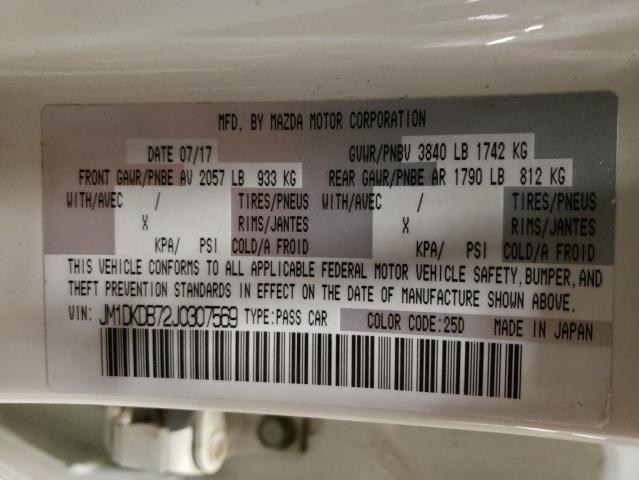 MFD. BY MAZDA MOTOR CORPORATION
DATE 07/17 GVWR/PNBV 3840 LB 1742 KG
FRONT GAWR/PNBE AV 2057 LB 933 KG REAR GAWR/PNBE AR 1790 LB 812 KG
WITH/AVEC / TIRES/PNEUS WITH/AVEC / TIRES/PNEUS
X RIMS/JANTES X RIMS/JANTES
KPA/ PSI COLD/A FROID KPA/ PSI COLD/A FROID
THIS VEHICLE CONFORMS TO ALL APPLICABLE FEDERAL MOTOR VEHICLE SAFETY, BUMPER, AND
THEFT PREVENTION STANDARDS IN EFFECT ON THE DATE OF MANUFACTURE SHOWN ABOVE.
VIN: JM1DKDB72J0307569 TYPE:PASS CAR COLOR CODE:25D MADE IN JAPAN